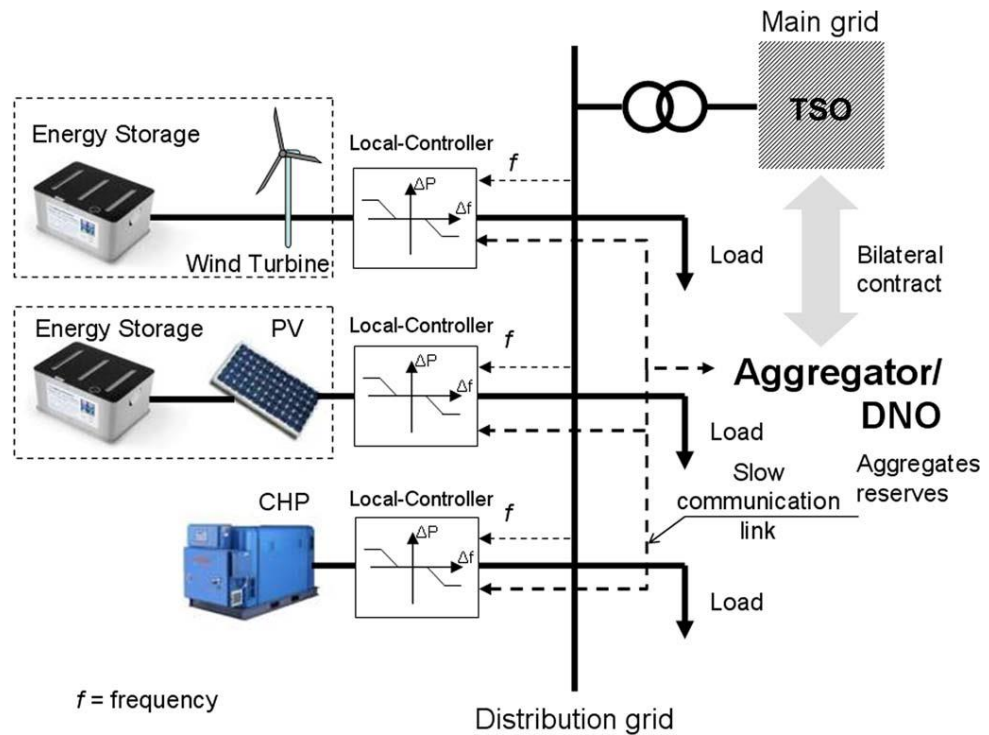 Main grid
TSO
Energy Storage
Local-Controller
f
ΔP
Δf
Wind Turbine
Load
Bilateral
contract
Energy Storage
PV
Local-Controller
f
ΔP
Δf
Aggregator/
DNO
Load
Aggregates
reserves
Slow
communication
link
CHP
Local-Controller
f
ΔP
Δf
Load
f = frequency
Distribution grid